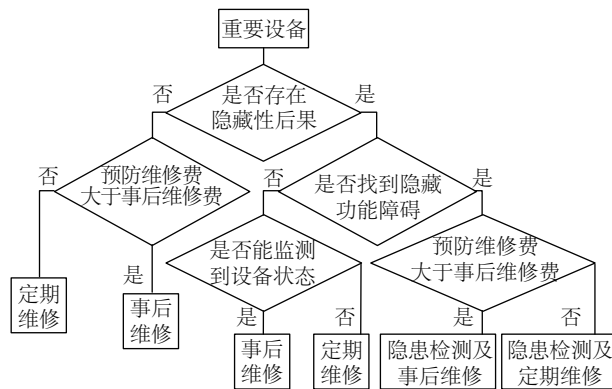 重要设备
否
是否存在
隐藏性后果
是
否
预防维修费
大于事后维修费
否
是否找到隐藏
功能障碍
是
是
是否能监测
到设备状态
预防维修费
大于事后维修费
定期
维修
事后
维修
是
否
是
否
事后
维修
定期
维修
隐患检测及
事后维修
隐患检测及
定期维修